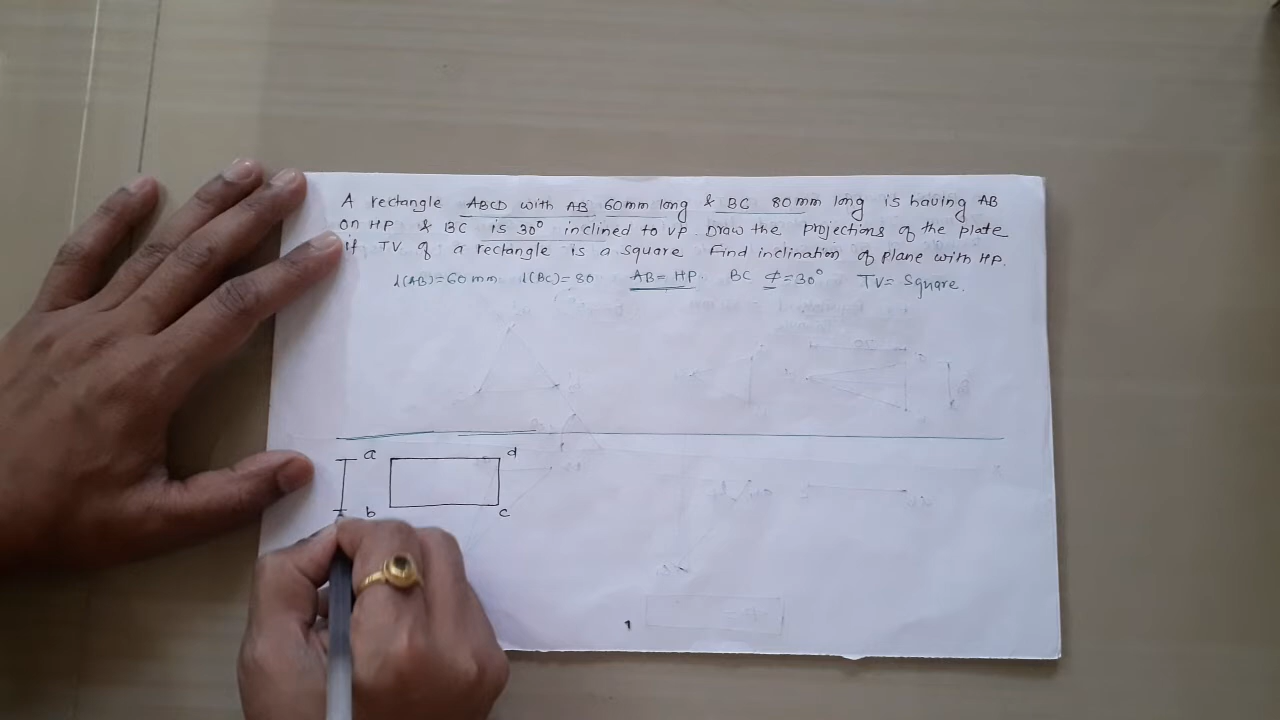 A rectangle ABCD with AB 60mm long & BC 80mm long is having AB
on HP & BC is 30° inclined to VP. Draw the projections of the plate
if TV of a rectangle is a square Find inclination of plane with HP.
l(AB)=60mm l(BC)=80 AB=HP. BC Φ=30° TV= Square.
a d
b c
1